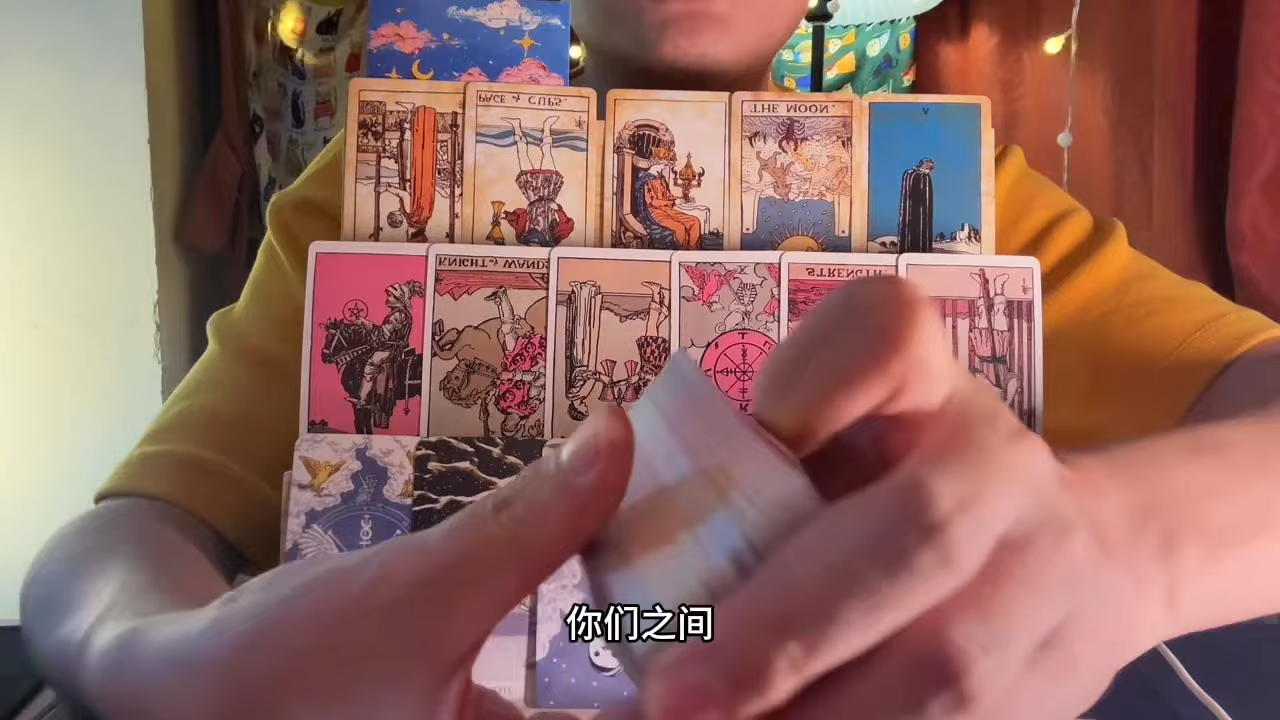 PAGE of CUPS.
THE MOON.
V
KNIGHT of WANDS
X
STRENGTH
你们之间